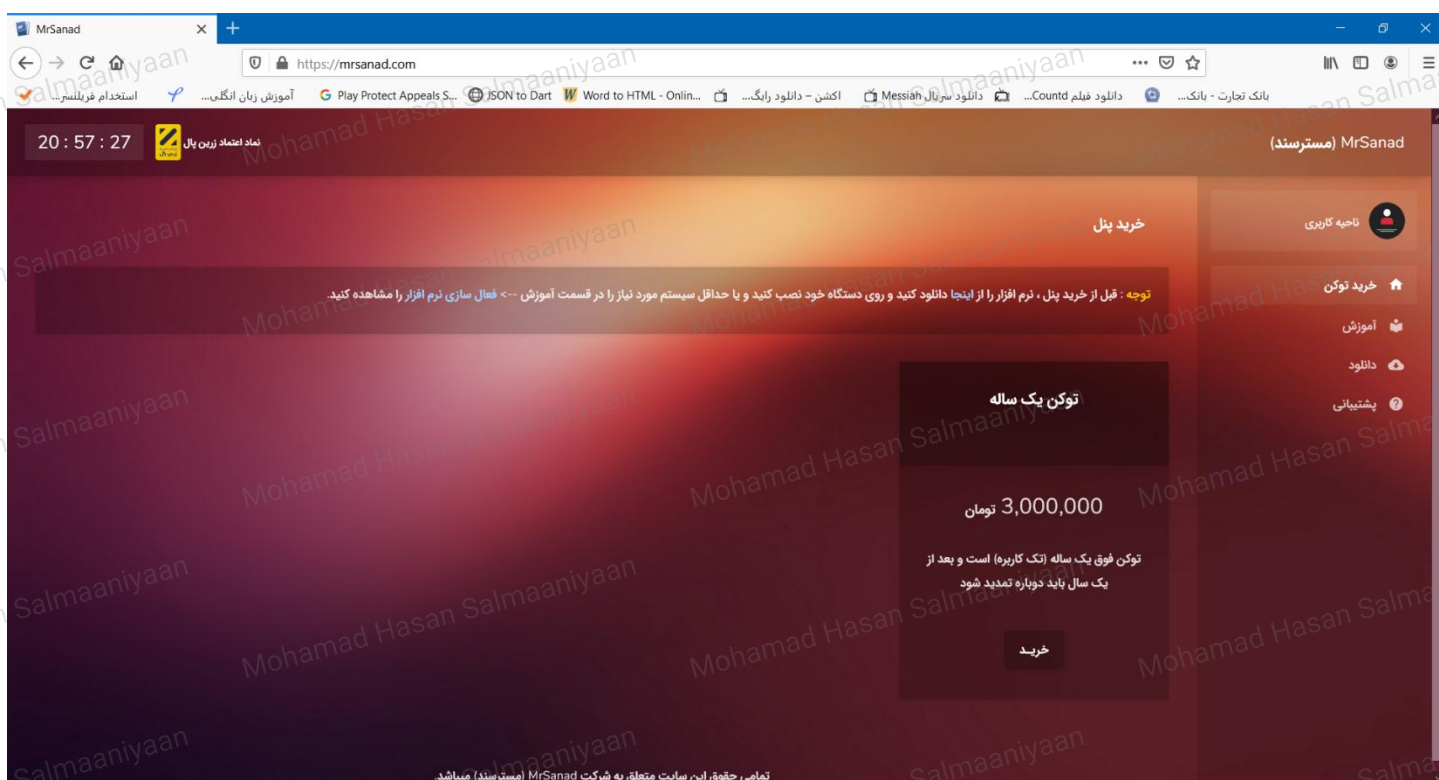 MrSanad
https://mrsanad.com
استخدام فریلنسر...
آموزش زبان انگلی...
Play Protect Appeals S...
JSON to Dart
Word to HTML - Onlin...
اکشن – دانلود رایگ...
دانلود سریال Messiah
دانلود فیلم Countd...
بانک تجارت - بانک...
MrSanad (مسترسند)
نماد اعتماد زرین پال
20 : 57 : 27
ناحیه کاربری
خرید توکن
آموزش
دانلود
پشتیبانی
خرید پنل
توجه : قبل از خرید پنل ، نرم افزار را از اینجا دانلود کنید و روی دستگاه خود نصب کنید و یا حداقل سیستم مورد نیاز را در قسمت آموزش --> فعال سازی نرم افزار را مشاهده کنید.
توکن یک ساله
3,000,000 تومان
توکن فوق یک ساله (تک کاربره) است و بعد از
یک سال باید دوباره تمدید شود
خریـد
تمامی حقوق این سایت متعلق به شرکت MrSanad (مسترسند) میباشد.
Mohamad Hasan Salmaaniyaan